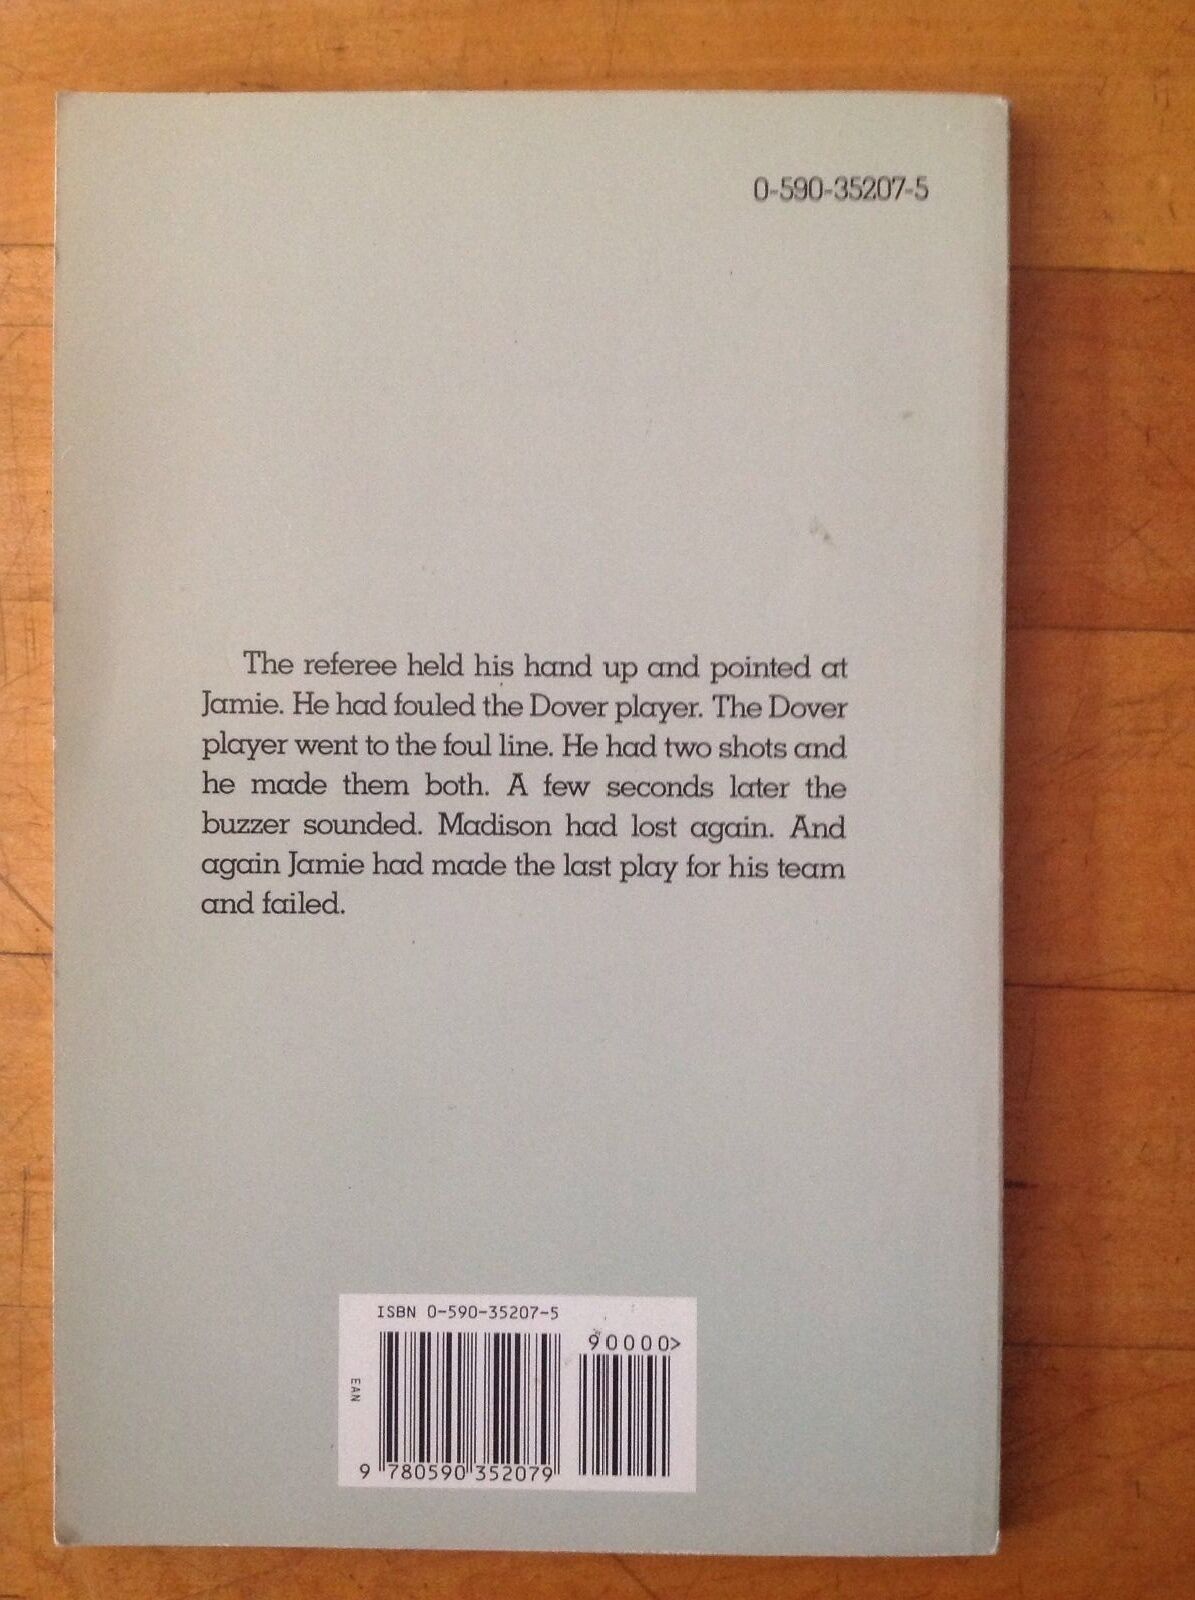 0-590-35207-5
The referee held his hand up and pointed at
Jamie. He had fouled the Dover player. The Dover
player went to the foul line. He had two shots and
he made them both. A few seconds later the
buzzer sounded. Madison had lost again. And
again Jamie had made the last play for his team
and failed.
ISBN 0-590-35207-5
90000>
EAN
9 780590 352079